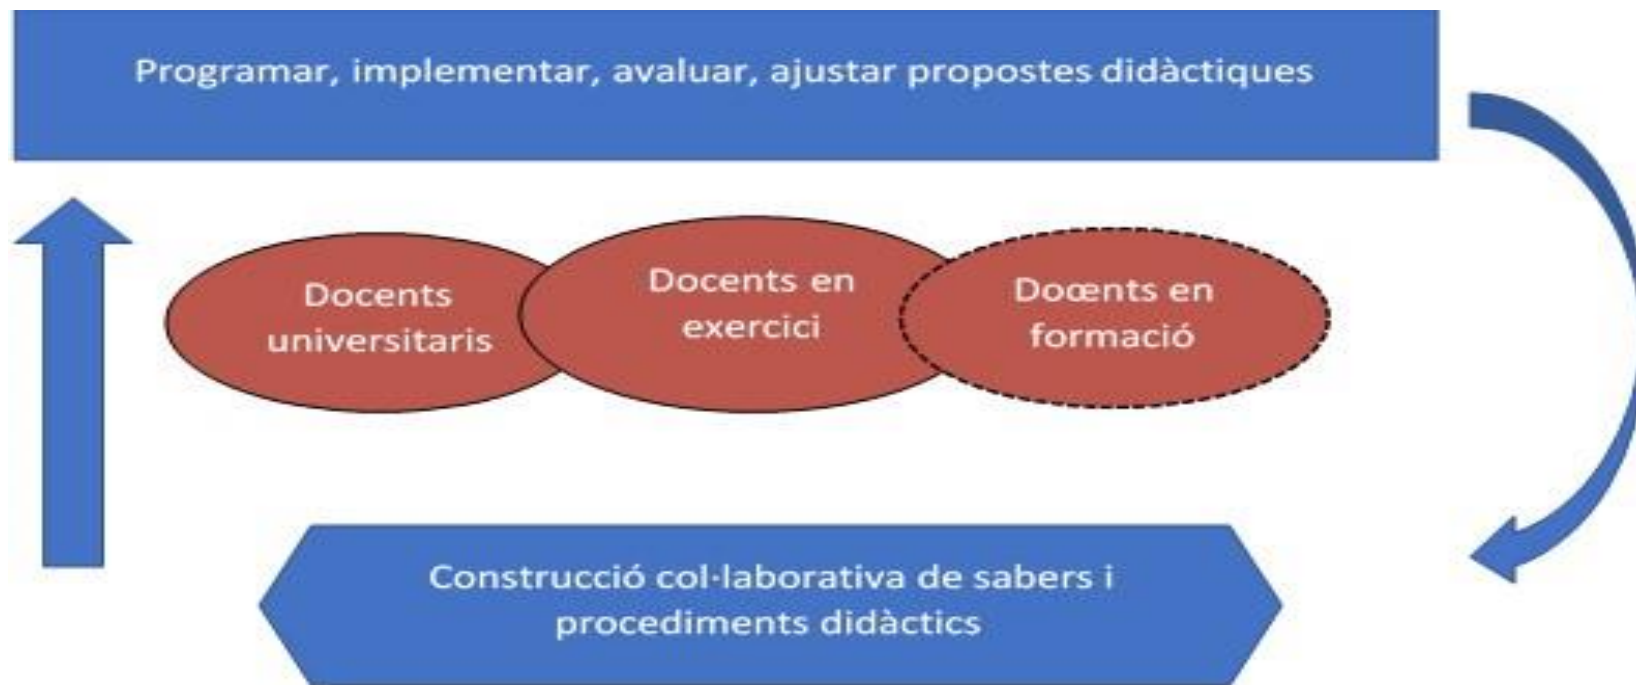 Programar, implementar, avaluar, ajustar propostes didàctiques
Docents
universitaris
Docents en
exercici
Docents en
formació
Construcció col·laborativa de sabers i
procediments didàctics